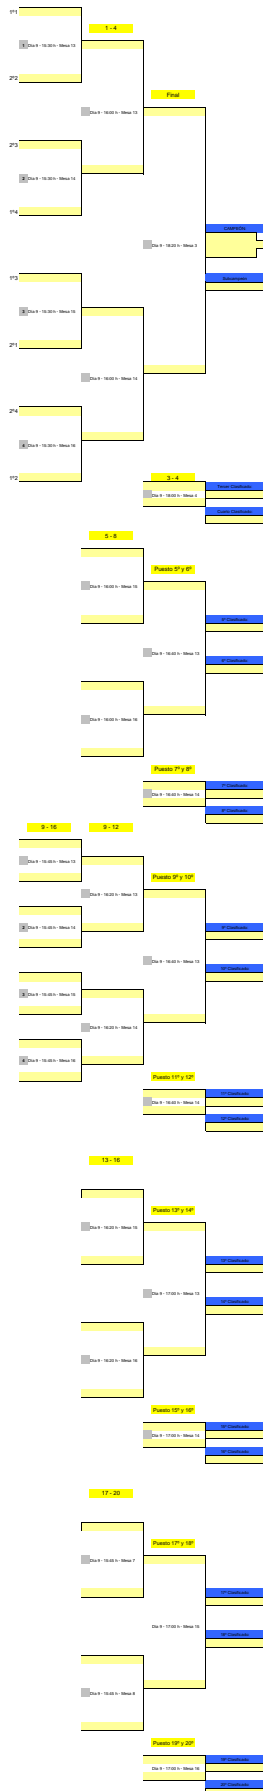 1º1
1 - 4
1 Día 9 - 15:30 h - Mesa 13
2º2
Final
Día 9 - 16:00 h - Mesa 13
2º3
2 Día 9 - 15:30 h - Mesa 14
1º4
CAMPEÓN
Día 9 - 18:20 h - Mesa 3
1º3
Subcampeón
3 Día 9 - 15:30 h - Mesa 15
2º1
Día 9 - 16:00 h - Mesa 14
2º4
4 Día 9 - 15:30 h - Mesa 16
1º2
3 - 4
Tercer Clasificado
Día 9 - 18:00 h - Mesa 4
Cuarto Clasificado
5 - 8
Puesto 5º y 6º
Día 9 - 16:00 h - Mesa 15
5º Clasificado
Día 9 - 16:40 h - Mesa 13
6º Clasificado
Día 9 - 16:00 h - Mesa 16
Puesto 7º y 8º
7º Clasificado
Día 9 - 16:40 h - Mesa 14
8º Clasificado
9 - 16
9 - 12
Día 9 - 15:45 h - Mesa 13
Puesto 9º y 10º
Día 9 - 16:20 h - Mesa 13
2 Día 9 - 15:45 h - Mesa 14
9º Clasificado
Día 9 - 16:40 h - Mesa 13
10º Clasificado
3 Día 9 - 15:45 h - Mesa 15
Día 9 - 16:20 h - Mesa 14
4 Día 9 - 15:45 h - Mesa 16
Puesto 11º y 12º
11º Clasificado
Día 9 - 16:40 h - Mesa 14
12º Clasificado
13 - 16
Puesto 13º y 14º
Día 9 - 16:20 h - Mesa 15
13º Clasificado
Día 9 - 17:00 h - Mesa 13
14º Clasificado
Día 9 - 16:20 h - Mesa 16
Puesto 15º y 16º
15º Clasificado
Día 9 - 17:00 h - Mesa 14
16º Clasificado
17 - 20
Puesto 17º y 18º
Día 9 - 15:45 h - Mesa 7
17º Clasificado
Día 9 - 17:00 h - Mesa 15
18º Clasificado
Día 9 - 15:45 h - Mesa 8
Puesto 19º y 20º
19º Clasificado
Día 9 - 17:00 h - Mesa 16
20º Clasificado